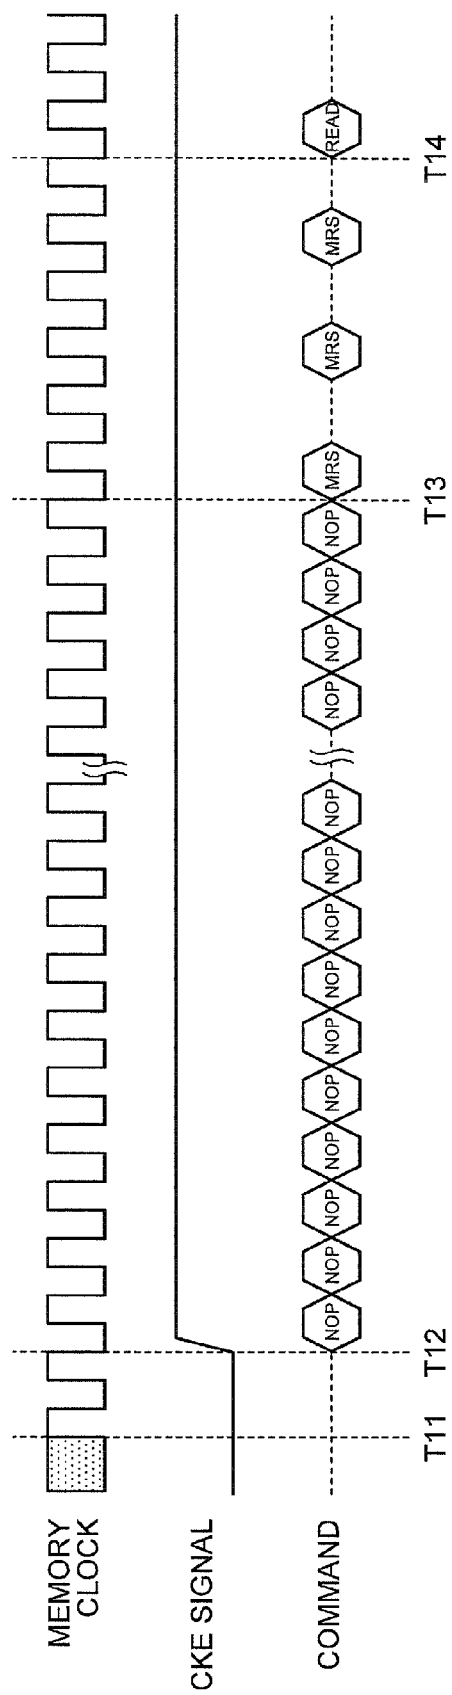 MEMORY
CLOCK
CKE SIGNAL
COMMAND NOP NOP NOP NOP NOP NOP NOP NOP NOP NOP NOP NOP NOP NOP MRS MRS MRS READ
T11 T12 T13 T14